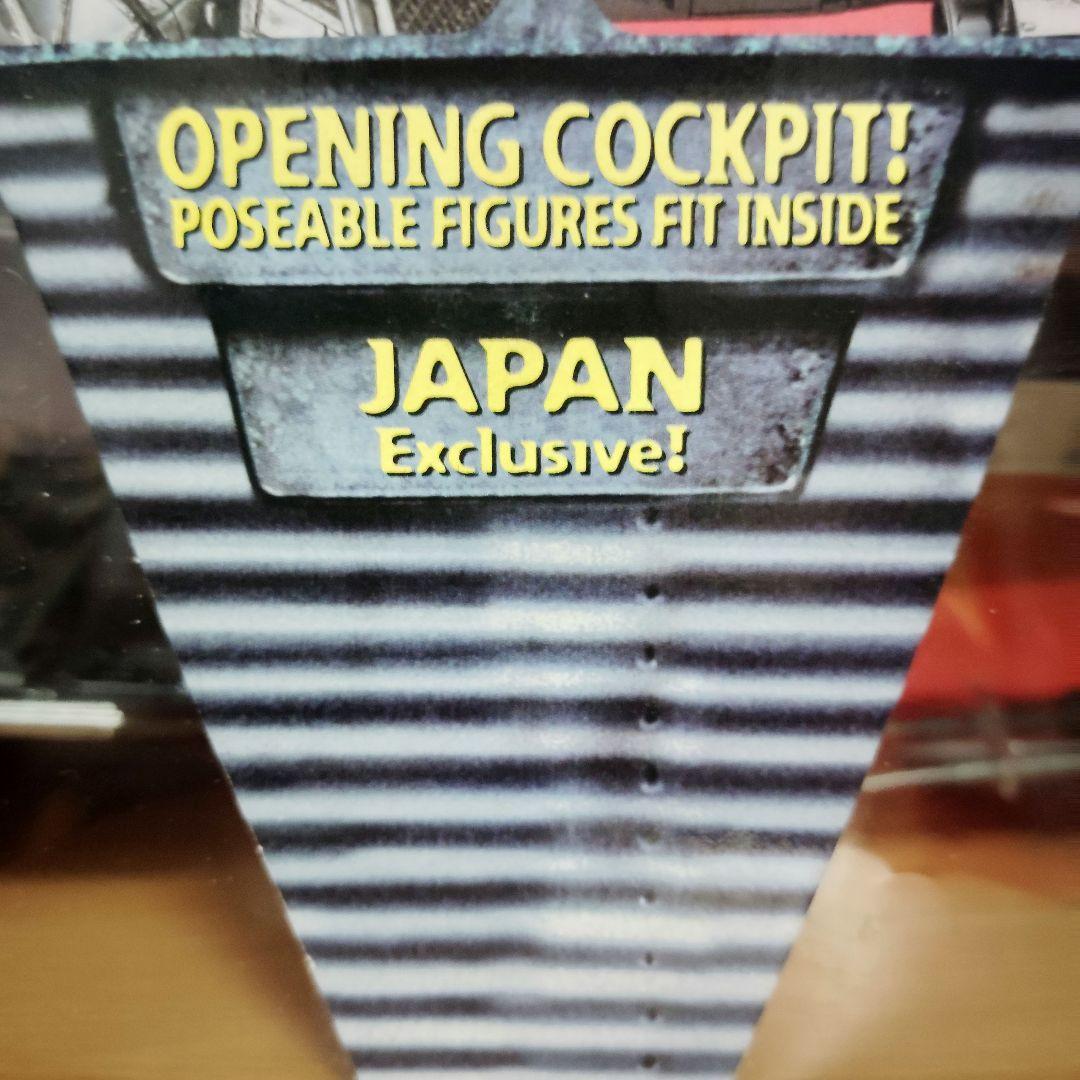 OPENING COCKPIT!
POSEABLE FIGURES FIT INSIDE
JAPAN
Exclusive!